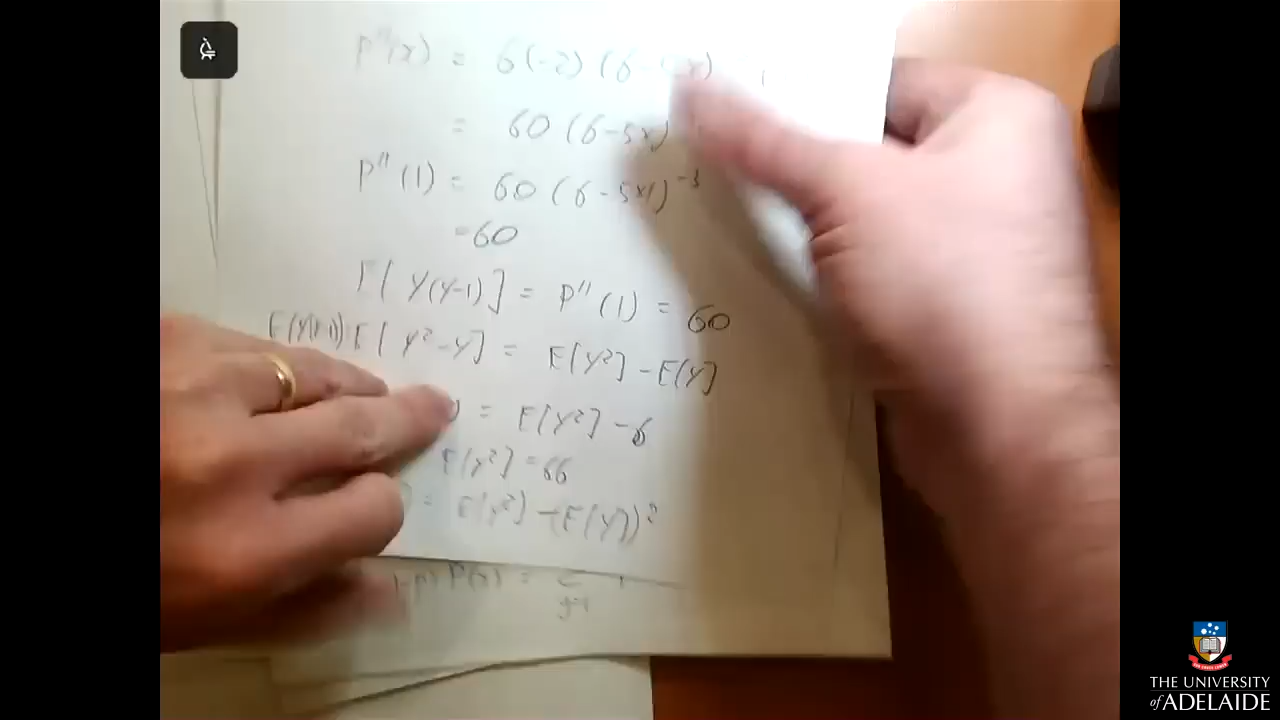 P''(x) = 6(-2)(6-5x)
= 60(6-5x)
P''(1) = 60(6-5x1)^-3
=60
E[Y(Y-1)] = P''(1) = 60
E[Y(Y-1)] E[Y²-Y] = E[Y²] - E[Y]
= E[Y²] - 6
E[Y²] = 66
= E[Y²] - (E[Y])²
P(x) =
THE UNIVERSITY
of ADELAIDE